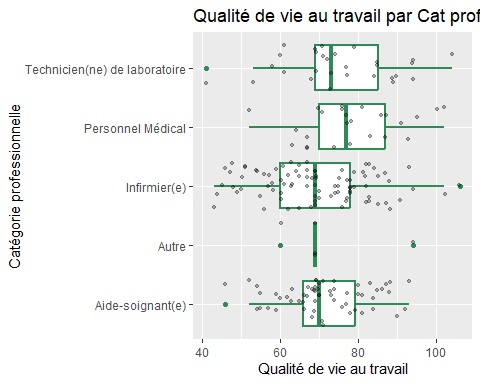 Qualité de vie au travail par Cat prof
Technicien(ne) de laboratoire
Personnel Médical
Infirmier(e)
Autre
Aide-soignant(e)
Catégorie professionnelle
40 60 80 100
Qualité de vie au travail